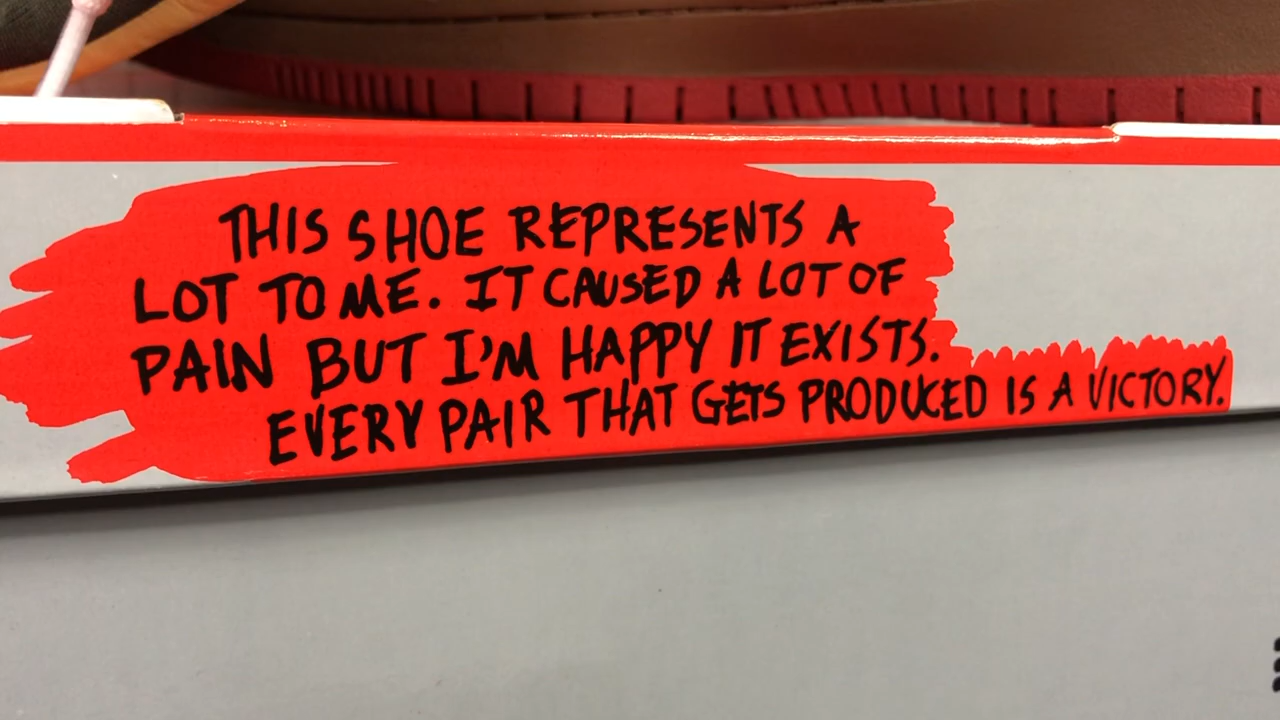 THIS SHOE REPRESENTS A
LOT TO ME. IT CAUSED A LOT OF
PAIN BUT I'M HAPPY IT EXISTS.
EVERY PAIR THAT GETS PRODUCED IS A VICTORY.